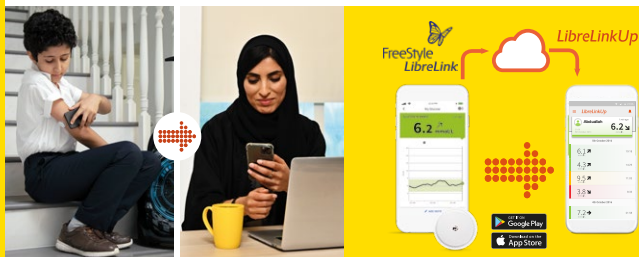 FreeStyle
LibreLink
LibreLinkUp
6.2
LibreLinkUp
Abdullah
6.2
6.1
4.3
9.5
3.8
7.2
GET IT ON
Google Play
Download on the
App Store